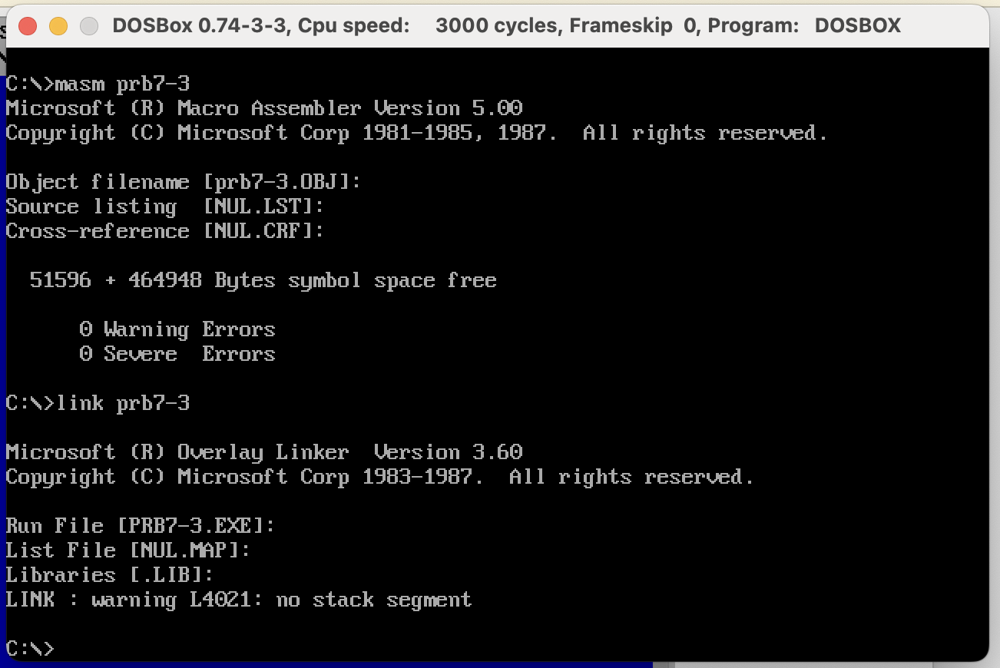 DOSBox 0.74-3-3, Cpu speed:    3000 cycles, Frameskip  0, Program:   DOSBOX
C:\>masm prb7-3
Microsoft (R) Macro Assembler Version 5.00
Copyright (C) Microsoft Corp 1981-1985, 1987.  All rights reserved.
Object filename [prb7-3.OBJ]:
Source listing  [NUL.LST]:
Cross-reference [NUL.CRF]:
  51596 + 464948 Bytes symbol space free
      0 Warning Errors
      0 Severe  Errors
C:\>link prb7-3
Microsoft (R) Overlay Linker  Version 3.60
Copyright (C) Microsoft Corp 1983-1987.  All rights reserved.
Run File [PRB7-3.EXE]:
List File [NUL.MAP]:
Libraries [.LIB]:
LINK : warning L4021: no stack segment
C:\>